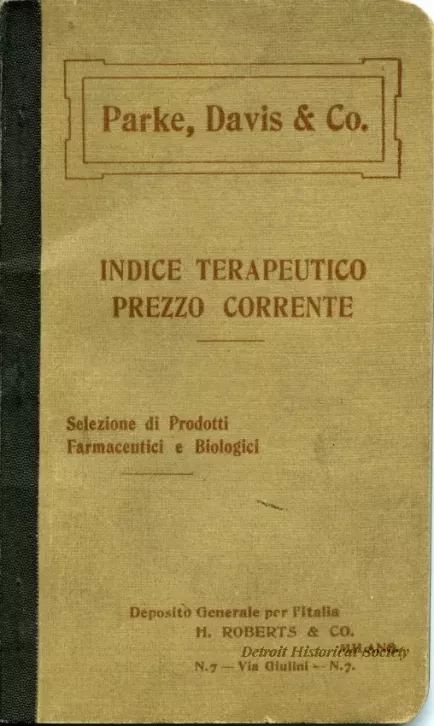 Parke, Davis & Co.
INDICE TERAPEUTICO
PREZZO CORRENTE
Selezione di Prodotti
Farmaceutici e Biologici
Deposito Generale per l'Italia
H. ROBERTS & CO.
MILANO.
Detroit Historical Society
N.7 — Via Giulini — N.7.